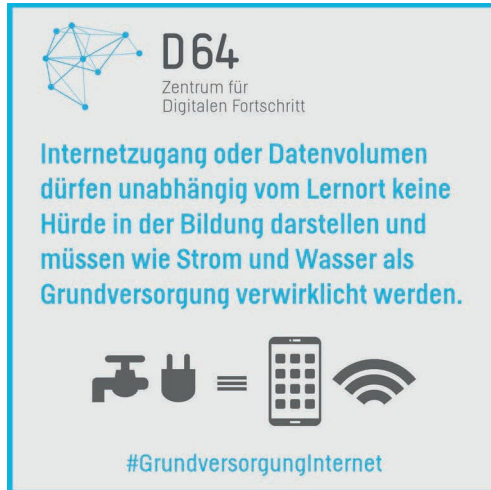 D64
Zentrum für
Digitalen Fortschritt
Internetzugang oder Datenvolumen
dürfen unabhängig vom Lernort keine
Hürde in der Bildung darstellen und
müssen wie Strom und Wasser als
Grundversorgung verwirklicht werden.
#GrundversorgungInternet